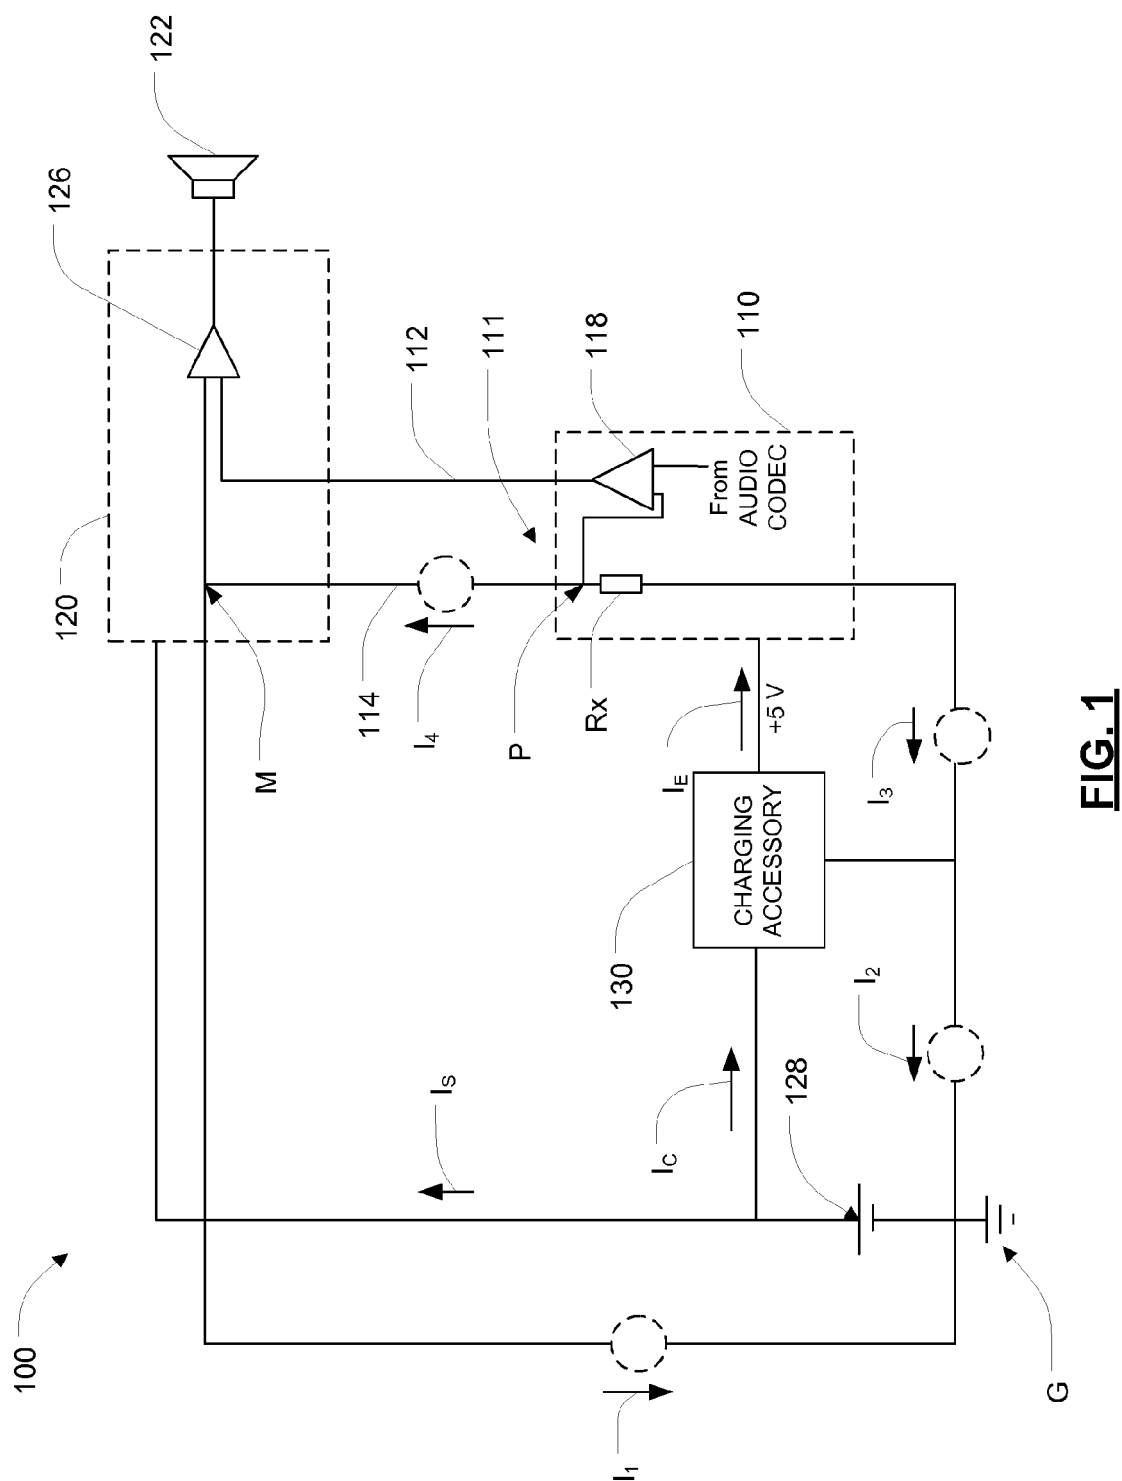 122
126
120
112
111
118
110
From
AUDIO
CODEC
M
114
I4
P
Rx
IE
+5 V
CHARGING
ACCESSORY
130
I3
I2
IS
IC
128
100
I1
G
FIG. 1